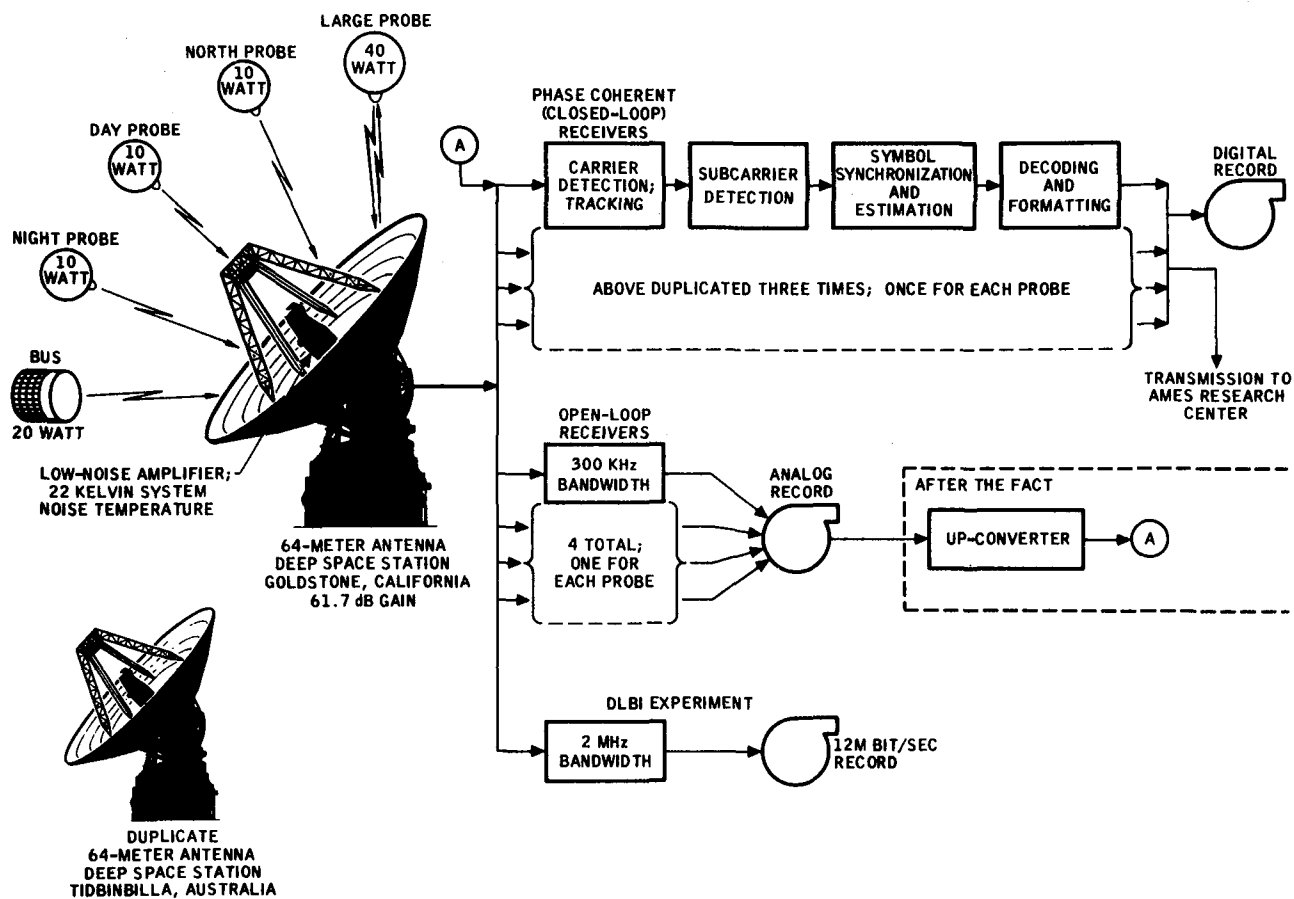 LARGE PROBE
40
WATT
NORTH PROBE
10
WATT
DAY PROBE
10
WATT
NIGHT PROBE
10
WATT
BUS
20 WATT
LOW-NOISE AMPLIFIER;
22 KELVIN SYSTEM
NOISE TEMPERATURE
64-METER ANTENNA
DEEP SPACE STATION
GOLDSTONE, CALIFORNIA
61.7 dB GAIN
DUPLICATE
64-METER ANTENNA
DEEP SPACE STATION
TIDBINBILLA, AUSTRALIA
A
PHASE COHERENT
(CLOSED-LOOP)
RECEIVERS
CARRIER
DETECTION;
TRACKING
SUBCARRIER
DETECTION
SYMBOL
SYNCHRONIZATION
AND
ESTIMATION
DECODING
AND
FORMATTING
DIGITAL
RECORD
ABOVE DUPLICATED THREE TIMES; ONCE FOR EACH PROBE
TRANSMISSION TO
AMES RESEARCH
CENTER
OPEN-LOOP
RECEIVERS
300 KHz
BANDWIDTH
4 TOTAL;
ONE FOR
EACH PROBE
ANALOG
RECORD
AFTER THE FACT
UP-CONVERTER
A
DLBI EXPERIMENT
2 MHz
BANDWIDTH
12M BIT/SEC
RECORD